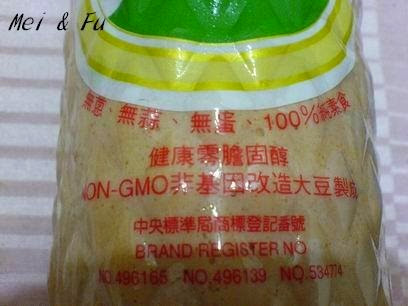 Mei & Fu
無蔥、無蒜、無蛋、100%純素食
健康零膽固醇
NON-GMO非基因改造大豆製成
中央標準局商標登記番號
BRAND REGISTER NO
NO.496165 NO.496139 NO.534774